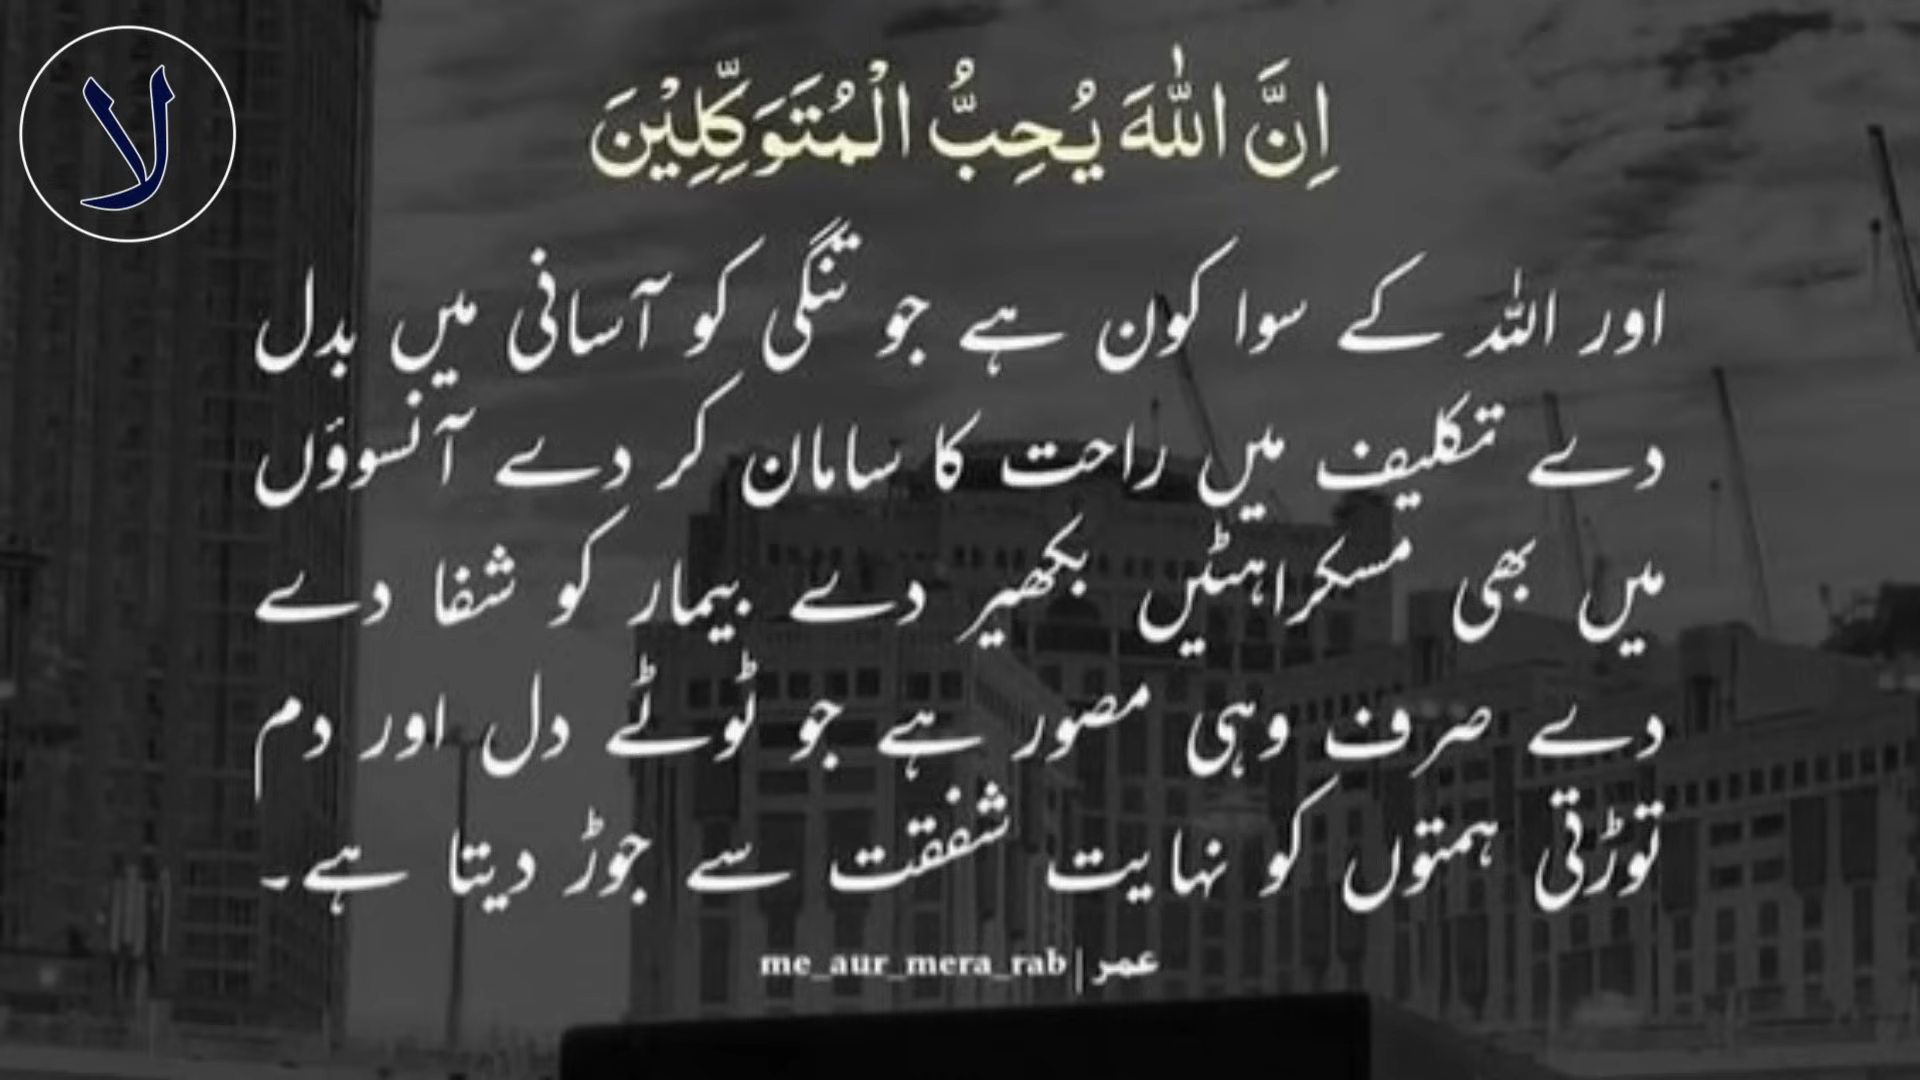 لا
اِنَّ اللّٰهَ يُحِبُّ الْمُتَوَكِّلِيْنَ
اور اللہ کے سوا کون ہے جو تنگی کو آسانی میں بدل
دے تکلیف میں راحت کا سامان کر دے آنسوؤں
میں بھی مسکراہٹیں بکھیر دے بیمار کو شفا دے
دے صرف وہی مصور ہے جو ٹوٹے دل اور دم
توڑتی ہمتوں کو نہایت شفقت سے جوڑ دیتا ہے۔
me_aur_mera_rab|عمر